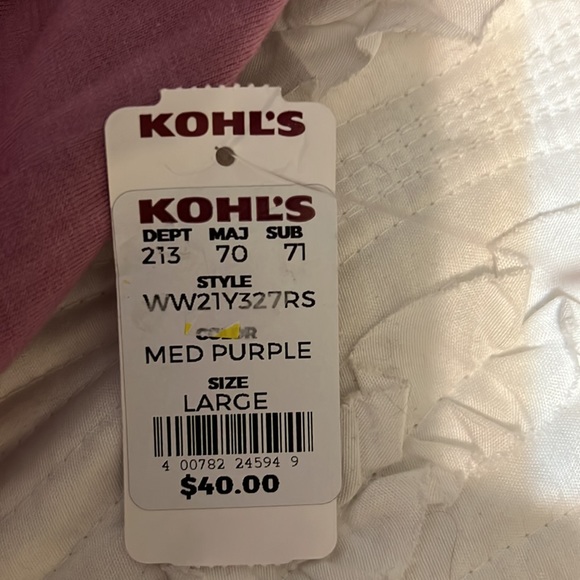 KOHL'S
KOHL'S
DEPT MAJ SUB
213 70 71
STYLE
WW21Y327RS
COLOR
MED PURPLE
SIZE
LARGE
4 00782 24594 9
$40.00